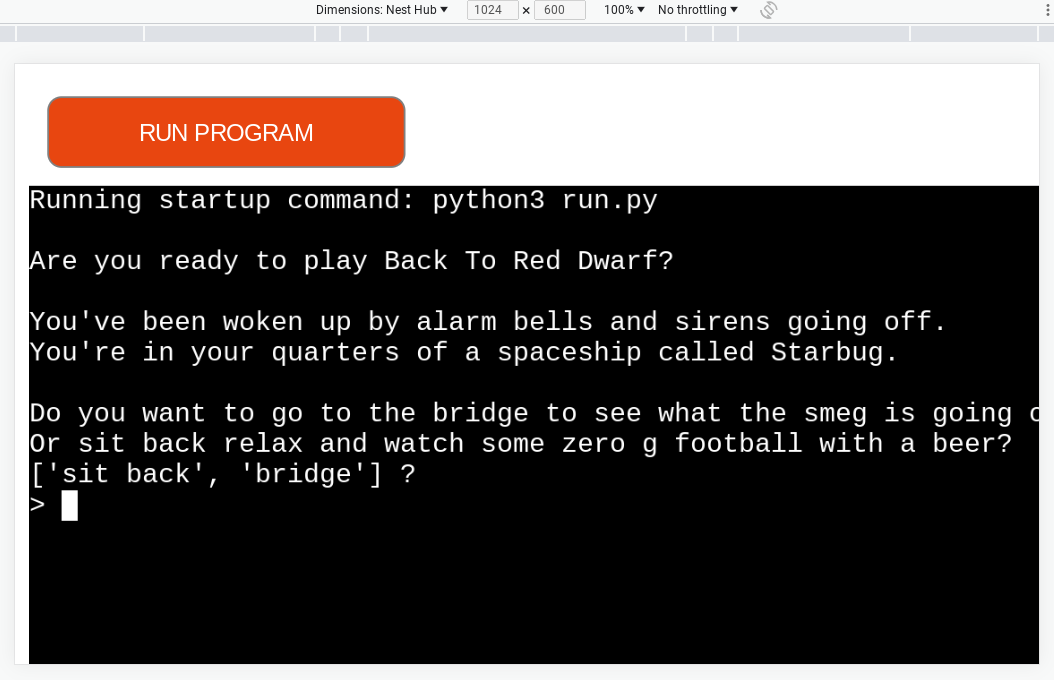 Dimensions: Nest Hub 1024 × 600 100% No throttling
RUN PROGRAM
Running startup command: python3 run.py
Are you ready to play Back To Red Dwarf?
You've been woken up by alarm bells and sirens going off.
You're in your quarters of a spaceship called Starbug.
Do you want to go to the bridge to see what the smeg is going
Or sit back relax and watch some zero g football with a beer?
['sit back', 'bridge'] ?
>